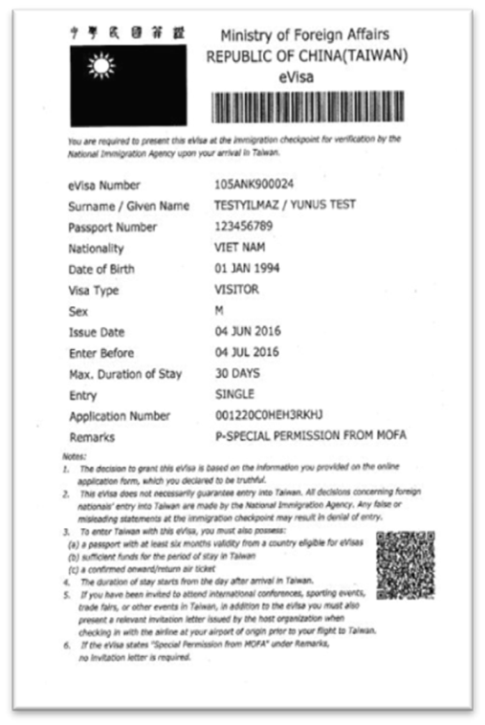 中華民國簽證
Ministry of Foreign Affairs
REPUBLIC OF CHINA(TAIWAN)
eVisa
You are required to present this eVisa at the immigration checkpoint for verification by the
National Immigration Agency upon your arrival in Taiwan.
eVisa Number 105ANK900024
Surname / Given Name TESTYILMAZ / YUNUS TEST
Passport Number 123456789
Nationality VIET NAM
Date of Birth 01 JAN 1994
Visa Type VISITOR
Sex M
Issue Date 04 JUN 2016
Enter Before 04 JUL 2016
Max. Duration of Stay 30 DAYS
Entry SINGLE
Application Number 001220C0HEH3RKHJ
Remarks P-SPECIAL PERMISSION FROM MOFA
Notes:
1. The decision to grant this eVisa is based on the information you provided on the online
application form, which you declared to be truthful.
2. This eVisa does not necessarily guarantee entry into Taiwan. All decisions concerning foreign
nationals' entry into Taiwan are made by the National Immigration Agency. Any false or
misleading statements at the immigration checkpoint may result in denial of entry.
3. To enter Taiwan with this eVisa, you must also possess:
(a) a passport with at least six months validity from a country eligible for eVisas
(b) sufficient funds for the period of stay in Taiwan
(c) a confirmed onward/return air ticket
4. The duration of stay starts from the day after arrival in Taiwan.
5. If you have been invited to attend international conferences, sporting events,
trade fairs, or other events in Taiwan, in addition to the eVisa you must also
present a relevant invitation letter issued by the host organization when
checking in with the airline at your airport of origin prior to your flight to Taiwan.
6. If the eVisa states "Special Permission from MOFA" under Remarks,
no invitation letter is required.